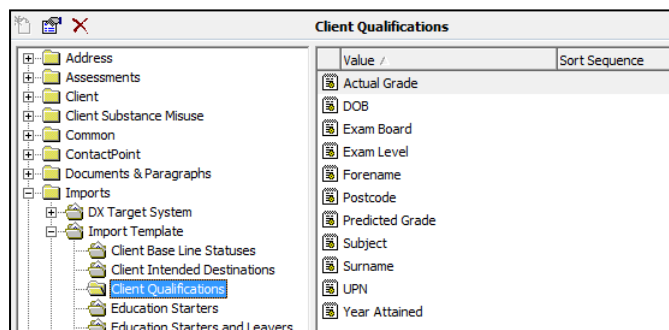 Client Qualifications
Address
Assessments
Client
Client Substance Misuse
Common
ContactPoint
Documents & Paragraphs
Imports
DX Target System
Import Template
Client Base Line Statuses
Client Intended Destinations
Client Qualifications
Education Starters
Education Starters and Leavers
Value
Sort Sequence
Actual Grade
DOB
Exam Board
Exam Level
Forename
Postcode
Predicted Grade
Subject
Surname
UPN
Year Attained